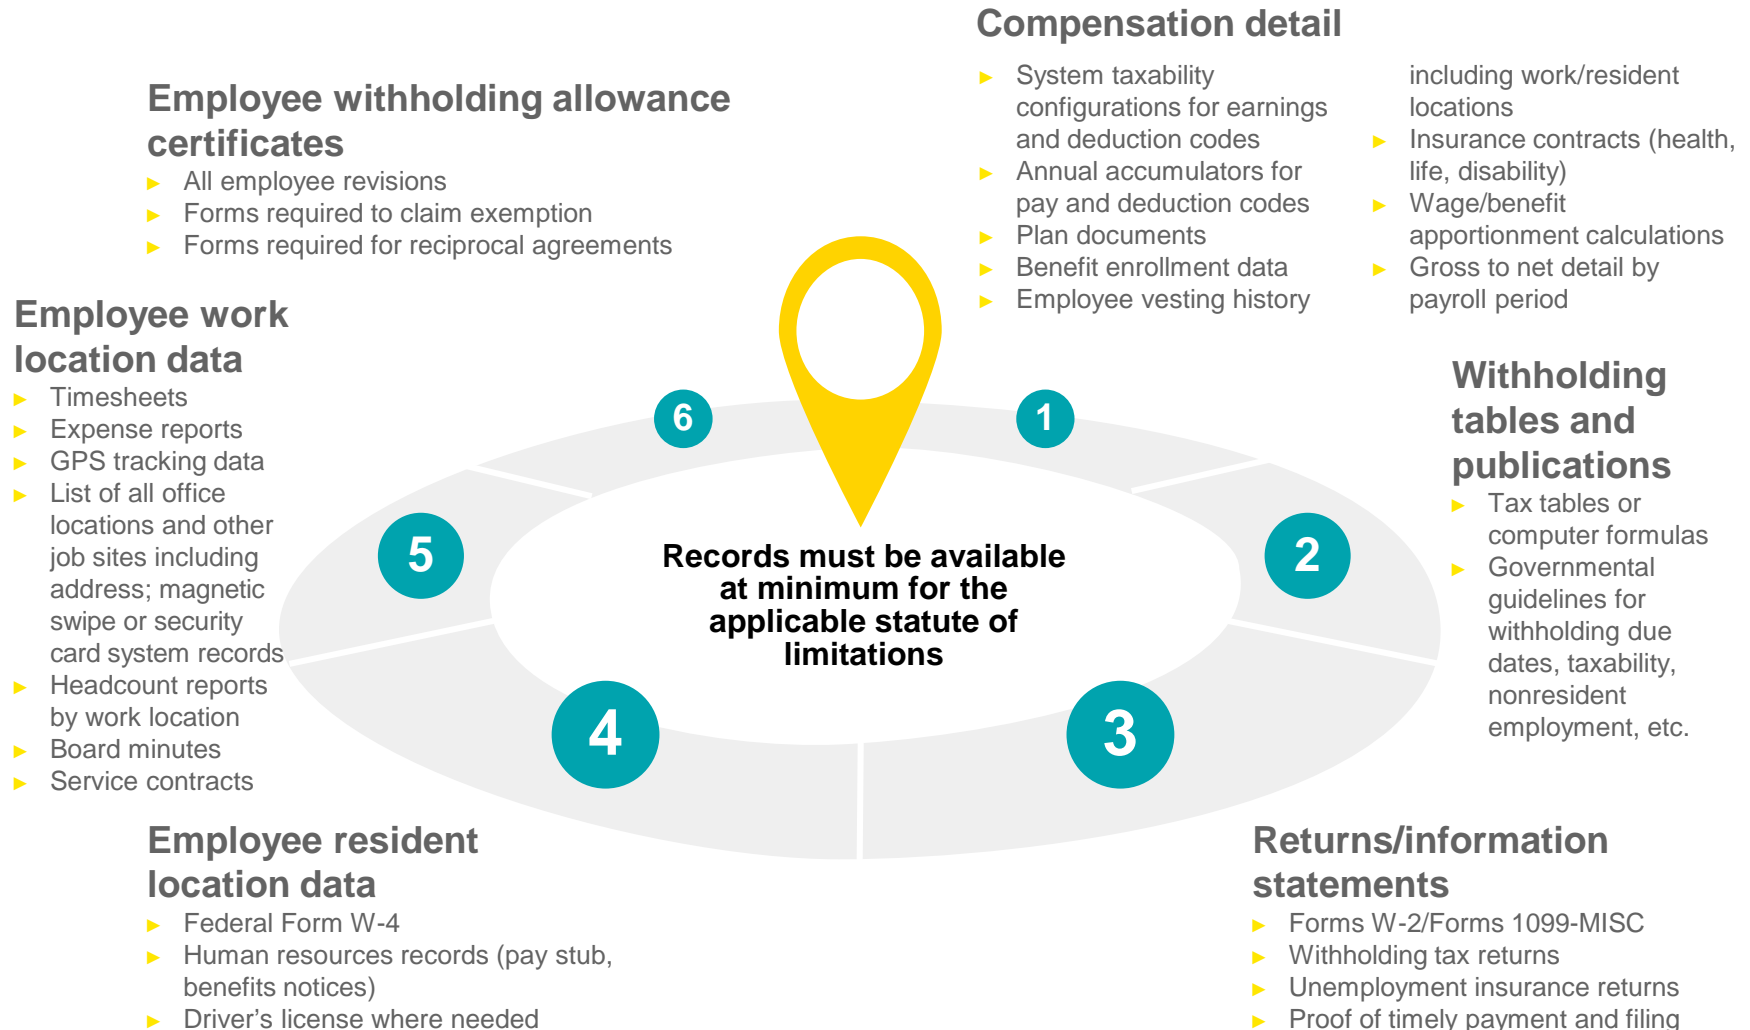 Compensation detail
► System taxability
configurations for earnings
and deduction codes
► Annual accumulators for
pay and deduction codes
► Plan documents
► Benefit enrollment data
► Employee vesting history
including work/resident
locations
► Insurance contracts (health,
life, disability)
► Wage/benefit
apportionment calculations
► Gross to net detail by
payroll period
Employee withholding allowance
certificates
► All employee revisions
► Forms required to claim exemption
► Forms required for reciprocal agreements
Employee work
location data
► Timesheets
► Expense reports
► GPS tracking data
► List of all office
locations and other
job sites including
address; magnetic
swipe or security
card system records
► Headcount reports
by work location
► Board minutes
► Service contracts
Withholding
tables and
publications
► Tax tables or
computer formulas
► Governmental
guidelines for
withholding due
dates, taxability,
nonresident
employment, etc.
6
1
5
2
4
3
Records must be available
at minimum for the
applicable statute of
limitations
Employee resident
location data
► Federal Form W-4
► Human resources records (pay stub,
benefits notices)
► Driver's license where needed
Returns/information
statements
► Forms W-2/Forms 1099-MISC
► Withholding tax returns
► Unemployment insurance returns
► Proof of timely payment and filing